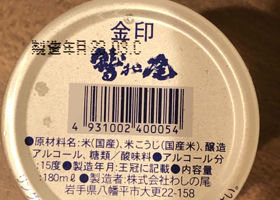 金印
製造年月 23.03.C
鷲の尾
4 931002 400054
●原材料名:米(国産)、米こうじ(国産米)、醸造
アルコール、糖類/酸味料●アルコール分
:15度●製造年月:王冠に記載●内容量
:180ml●製造者:株式会社わしの尾
岩手県八幡平市大更22-158